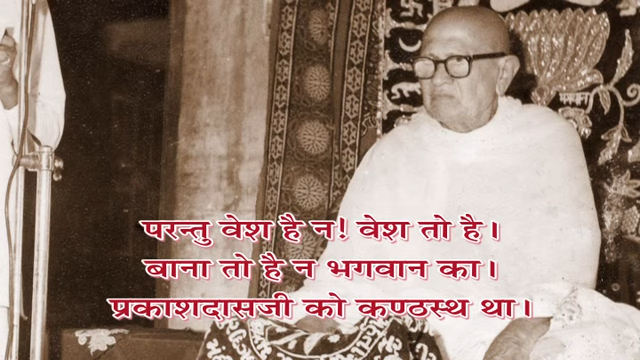 परन्तु वेश है न! वेश तो है।
बाना तो है न भगवान का।
प्रकाशदासजी को कण्ठस्थ था।